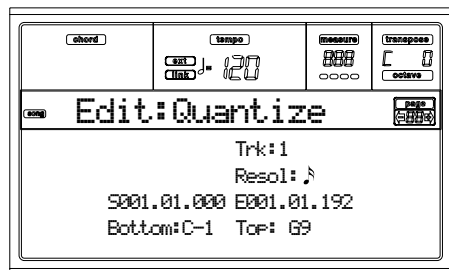 chord tempo measure transpose
ext link ♩= 120 888 C 0
octave
song Edit:Quantize page
Trk:1
Resol:𝅘𝅥𝅯
S001.01.000 E001.01.192
Bottom:C-1 Top: G9